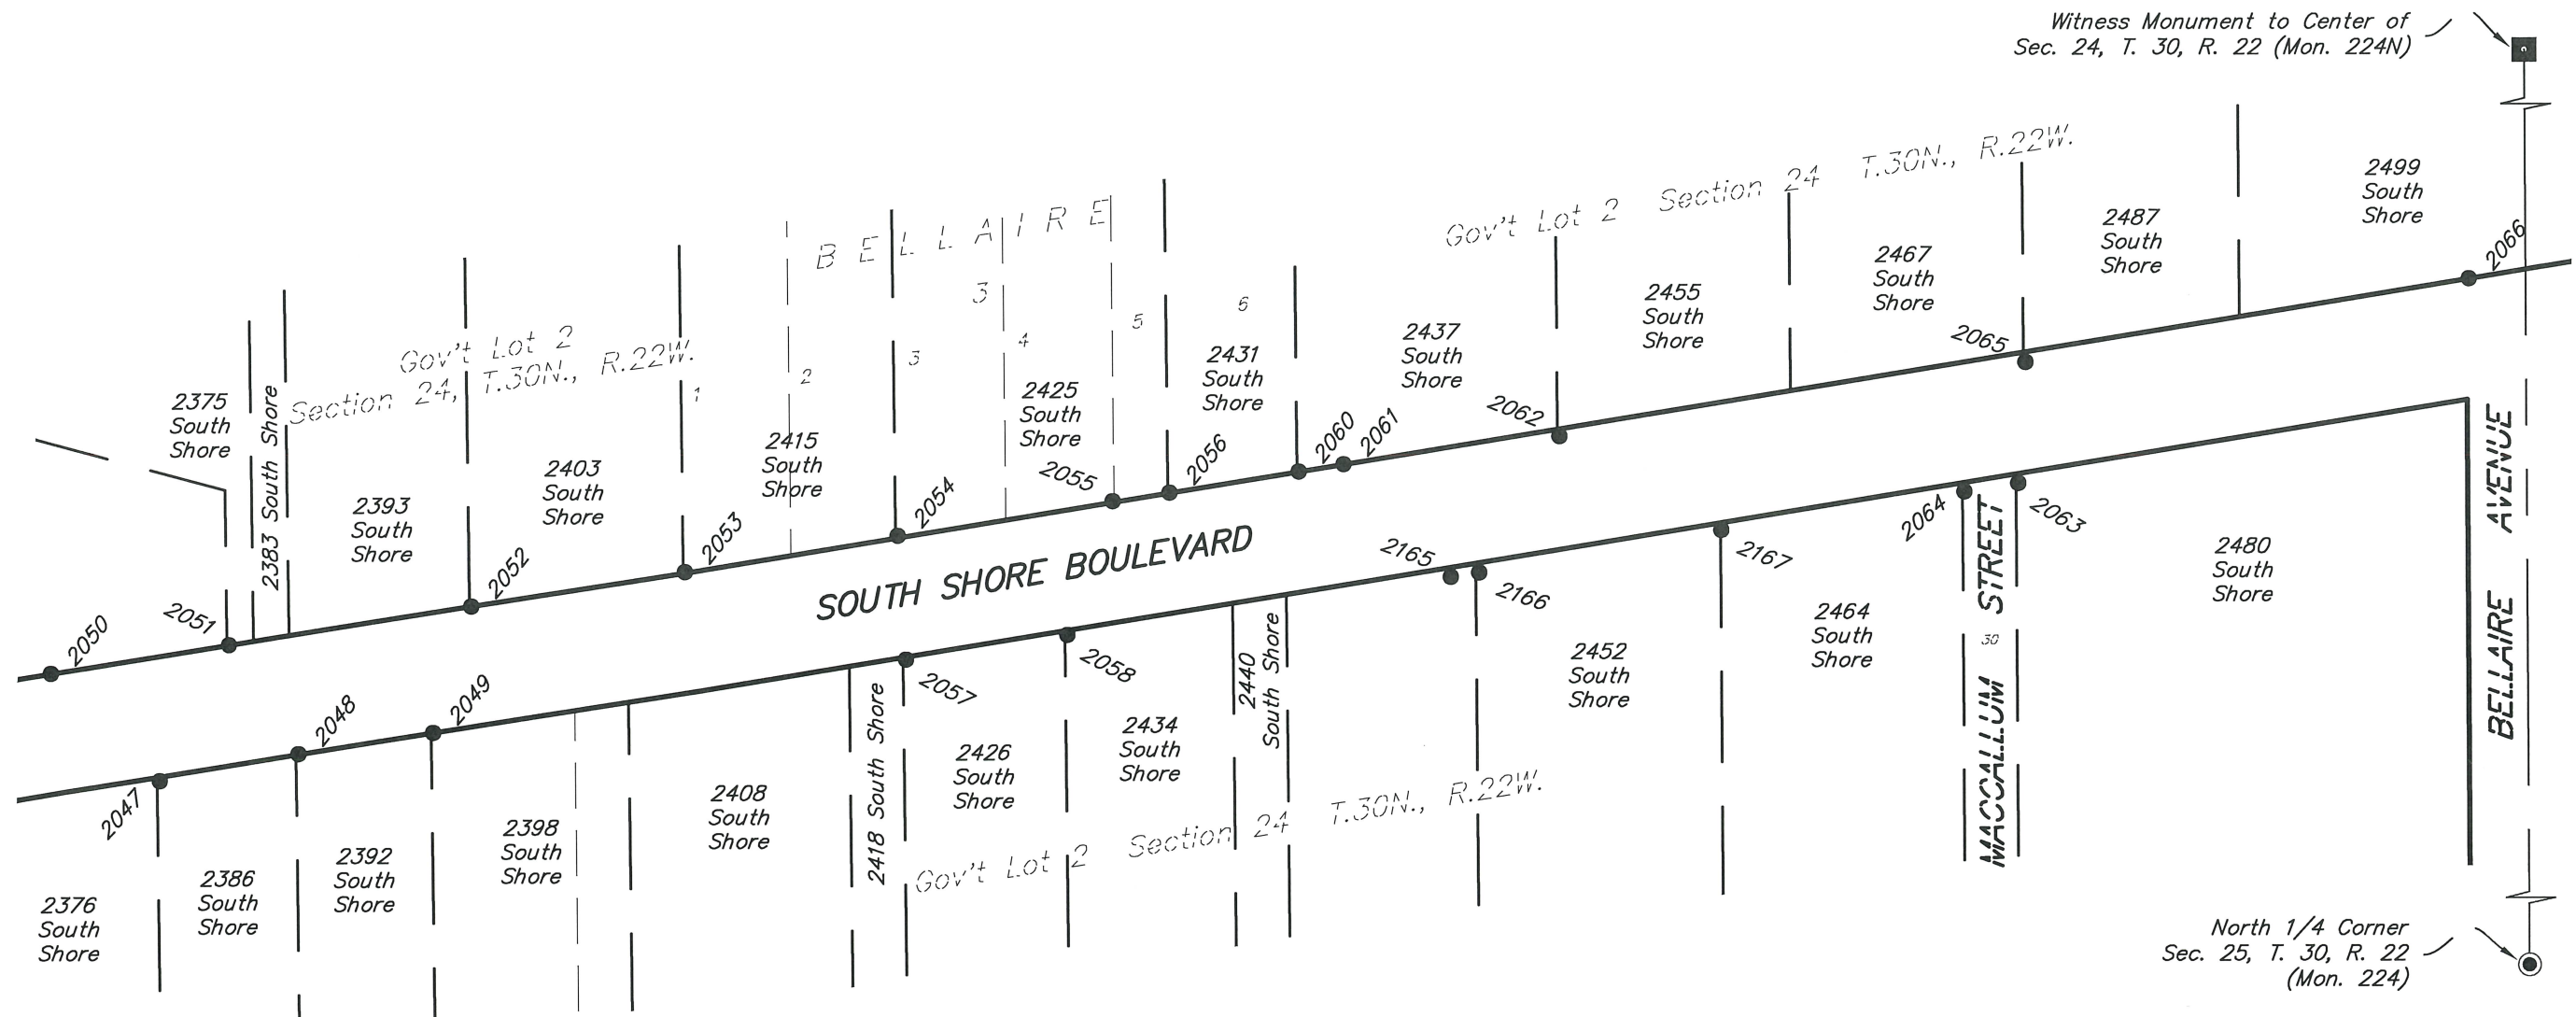 Witness Monument to Center of
Sec. 24, T. 30, R. 22 (Mon. 224N)
Gov't Lot 2 Section 24 T.30N., R.22W.
2499
South
Shore
2487
South
Shore
2467
South
Shore
2455
South
Shore
2437
South
Shore
BELLAIRE
3
6
5
4
3
2
1
2431
South
Shore
2425
South
Shore
2415
South
Shore
Gov't Lot 2
Section 24, T.30N., R.22W.
2403
South
Shore
2393
South
Shore
2383 South Shore
2375
South
Shore
2050
2051
2052
2053
2054
2055
2056
2060
2061
2062
2065
2066
SOUTH SHORE BOULEVARD
2047
2048
2049
2057
2058
2165
2166
2167
2064
2063
2376
South
Shore
2386
South
Shore
2392
South
Shore
2398
South
Shore
2408
South
Shore
2418 South Shore
2426
South
Shore
2434
South
Shore
2440
South Shore
Gov't Lot 2 Section 24 T.30N., R.22W.
2452
South
Shore
2464
South
Shore
MACCALLUM STREET
30
2480
South
Shore
BELLAIRE AVENUE
North 1/4 Corner
Sec. 25, T. 30, R. 22
(Mon. 224)